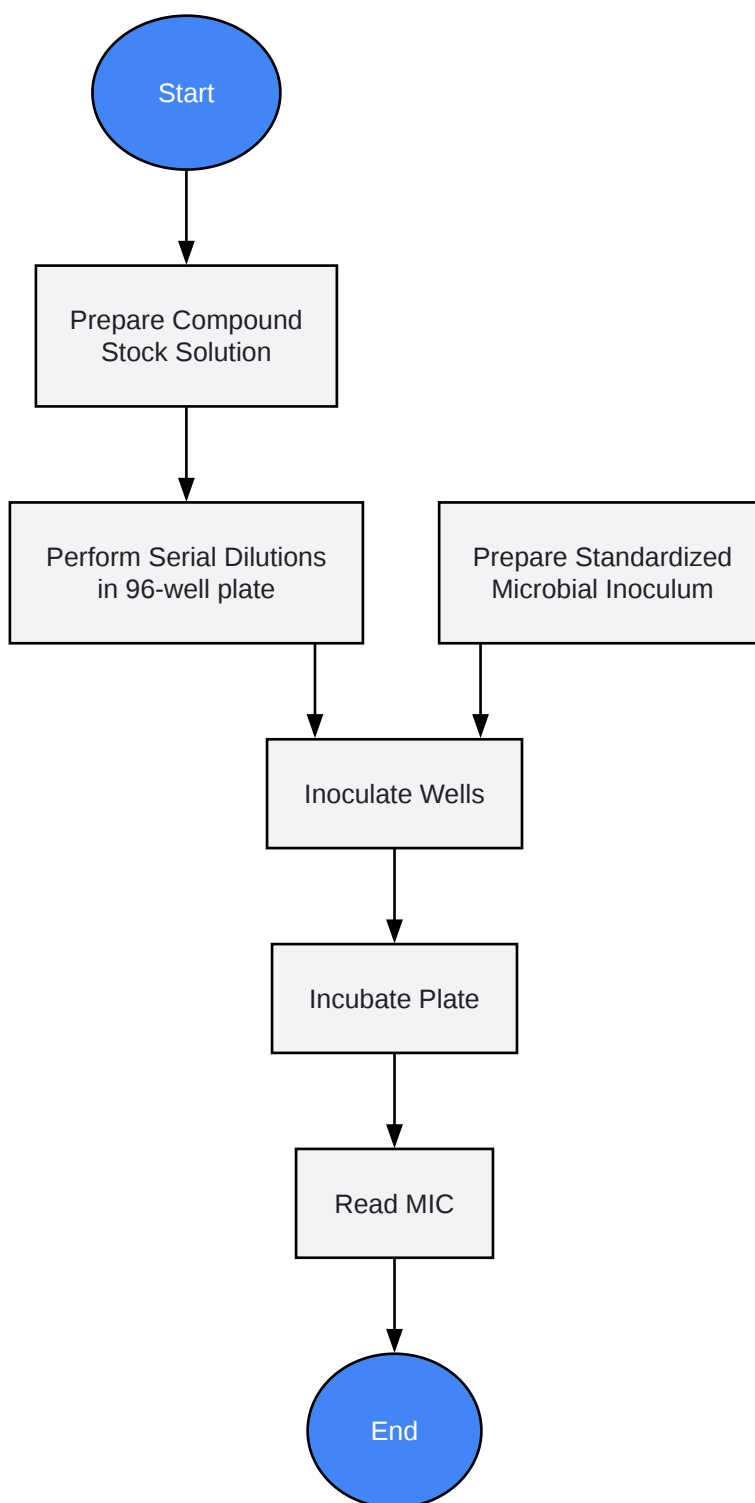 Start
Prepare Compound
Stock Solution
Perform Serial Dilutions
in 96-well plate
Prepare Standardized
Microbial Inoculum
Inoculate Wells
Incubate Plate
Read MIC
End